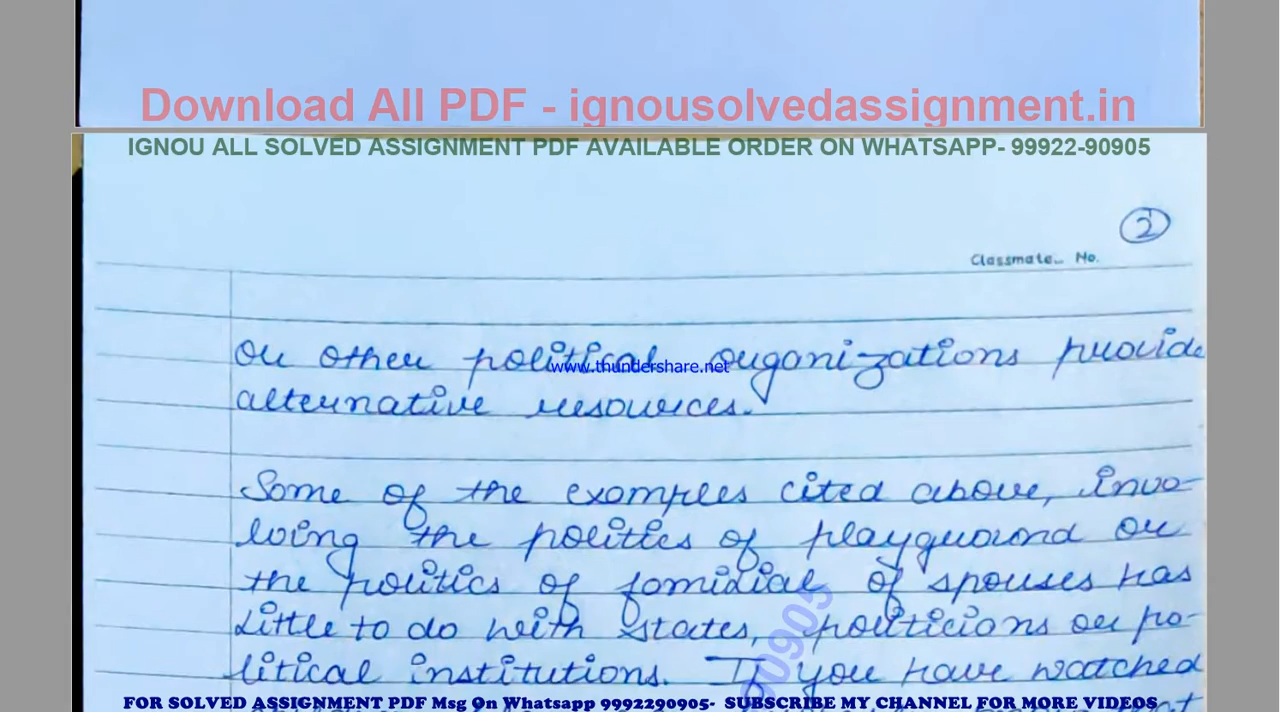 Download All PDF - ignousolvedassignment.in
IGNOU ALL SOLVED ASSIGNMENT PDF AVAILABLE ORDER ON WHATSAPP- 99922-90905
2
Classmate No.
or other political organizations provide
www.thundershare.net
alternative resources.
Some of the examples cited above, invo-
lving the politics of playground or
the politics of familial of spouses has
little to do with states, politicians or po-
litical institutions. If you have watched
90905
FOR SOLVED ASSIGNMENT PDF Msg On Whatsapp 9992290905- SUBSCRIBE MY CHANNEL FOR MORE VIDEOS